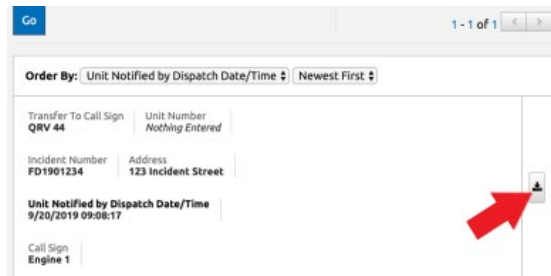 Go
1 - 1 of 1 < >
Order By: Unit Notified by Dispatch Date/Time Newest First
Transfer To Call Sign Unit Number
QRV 44 Nothing Entered
Incident Number Address
FD1901234 123 Incident Street
Unit Notified by Dispatch Date/Time
9/20/2019 09:08:17
Call Sign
Engine 1